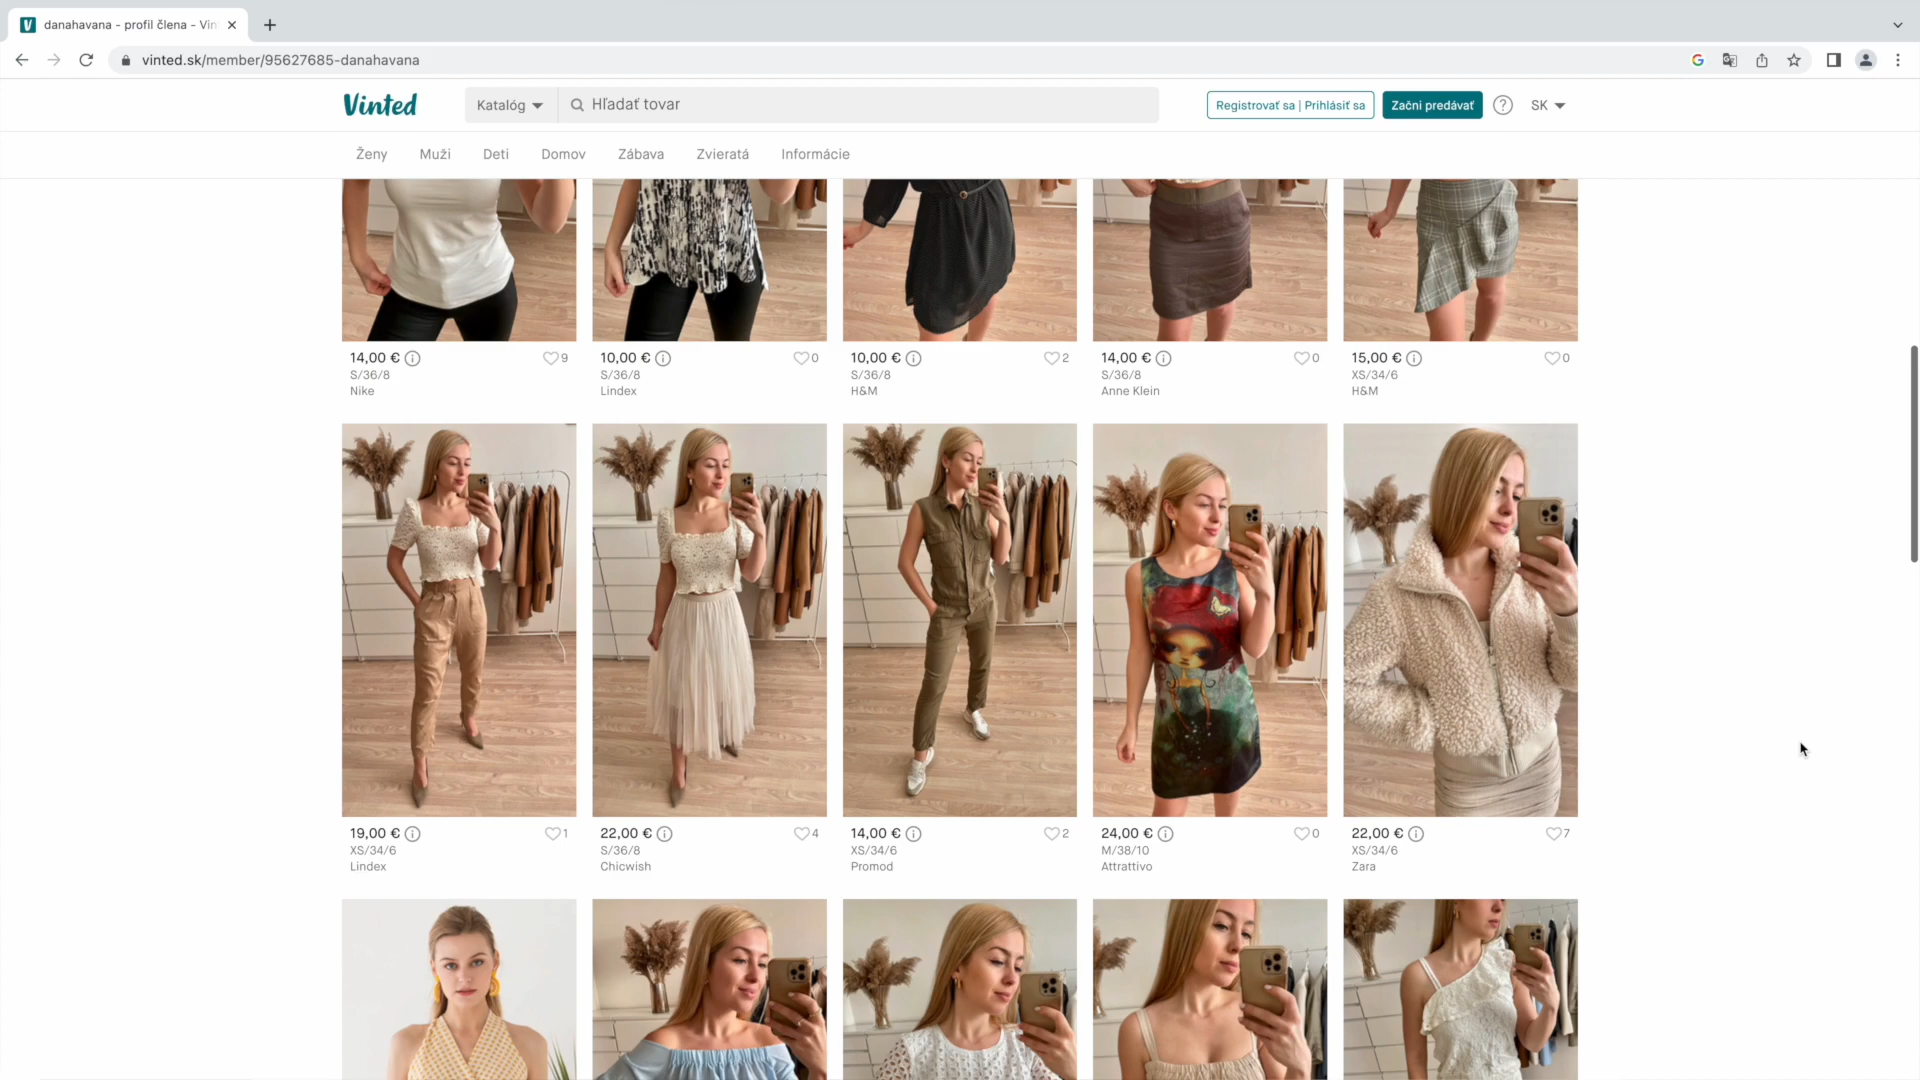 danahavana - profil člena - Vin
vinted.sk/member/95627685-danahavana
Vinted
Katalóg
Hľadať tovar
Registrovať sa | Prihlásiť sa
Začni predávať
?
SK
Ženy
Muži
Deti
Domov
Zábava
Zvieratá
Informácie
14,00 € 9
S/36/8
Nike
10,00 € 0
S/36/8
Lindex
10,00 € 2
S/36/8
H&M
14,00 € 0
S/36/8
Anne Klein
15,00 € 0
XS/34/6
H&M
19,00 € 1
XS/34/6
Lindex
22,00 € 4
S/36/8
Chicwish
14,00 € 2
XS/34/6
Promod
24,00 € 0
M/38/10
Attrattivo
22,00 € 7
XS/34/6
Zara